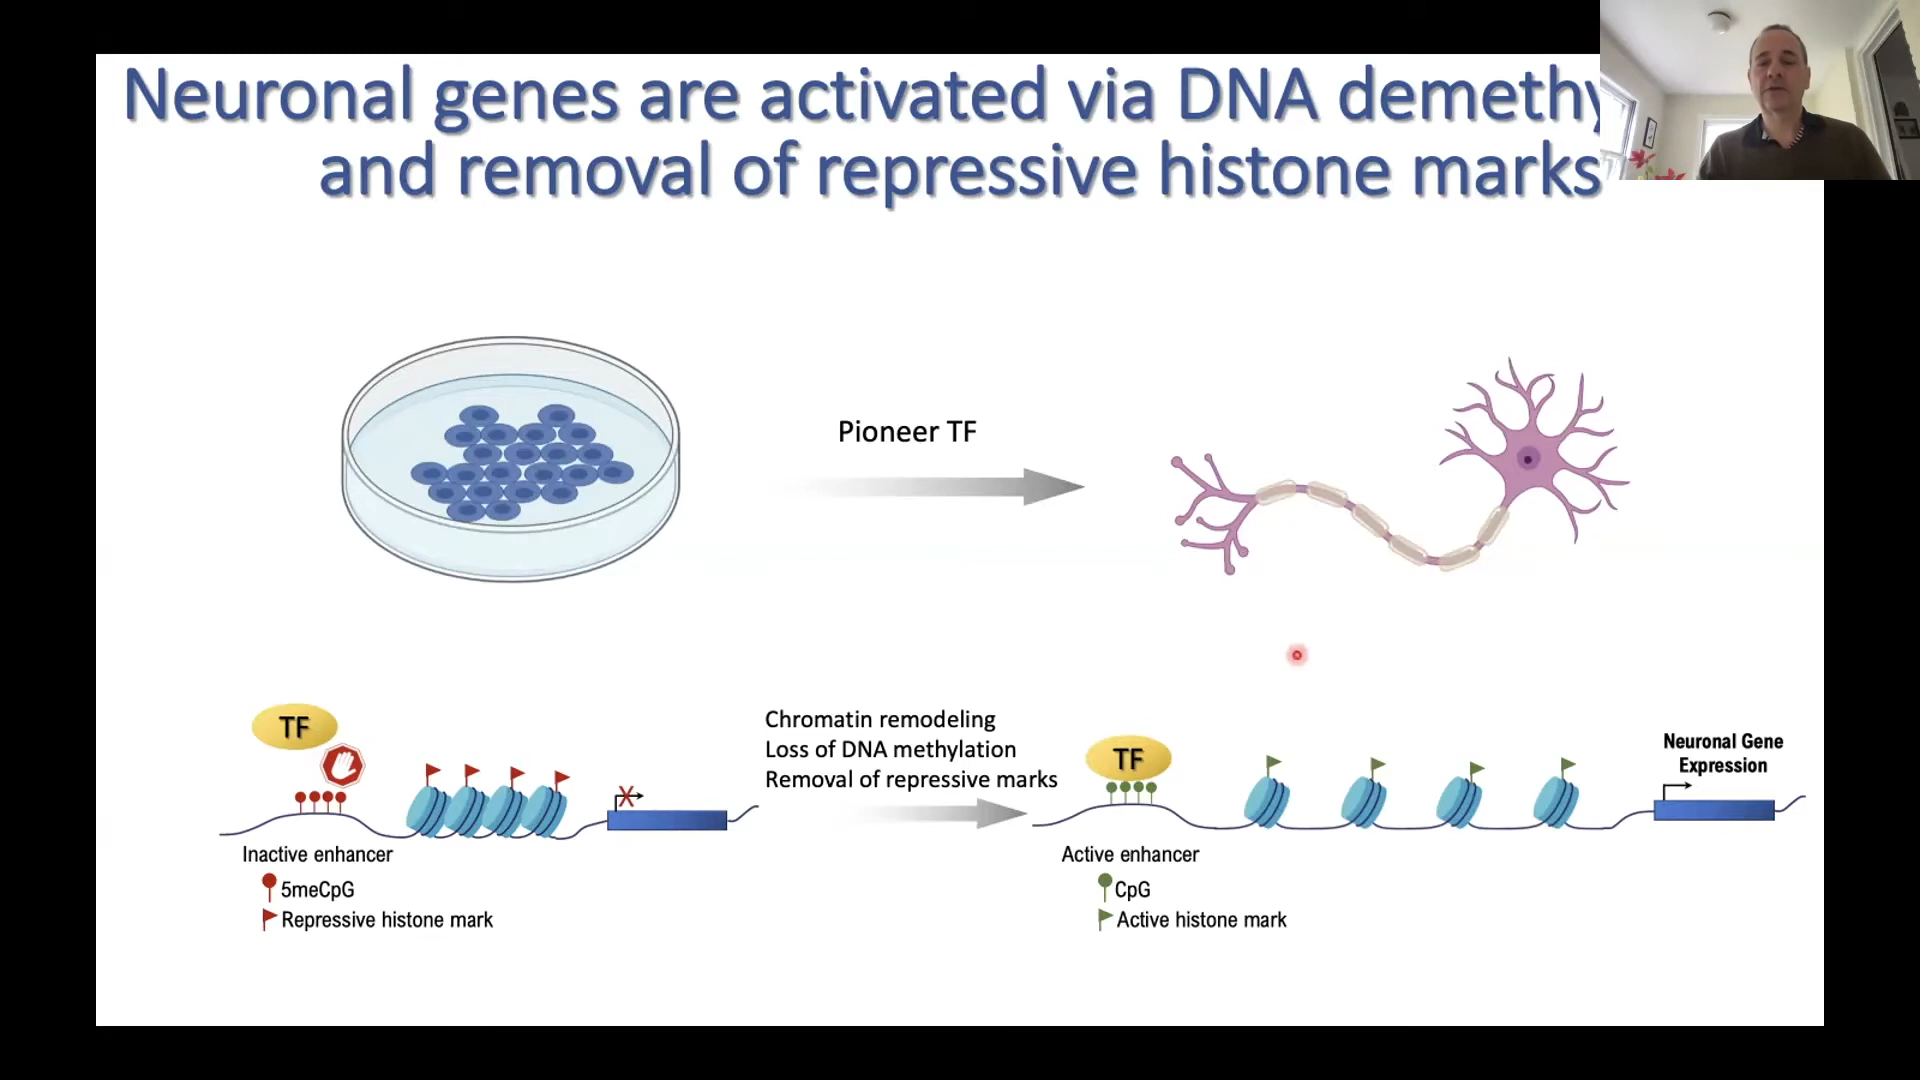 Neuronal genes are activated via DNA demethy
and removal of repressive histone marks
Pioneer TF
TF
Chromatin remodeling
Loss of DNA methylation
Removal of repressive marks
TF
Neuronal Gene
Expression
Inactive enhancer
5meCpG
Repressive histone mark
Active enhancer
CpG
Active histone mark